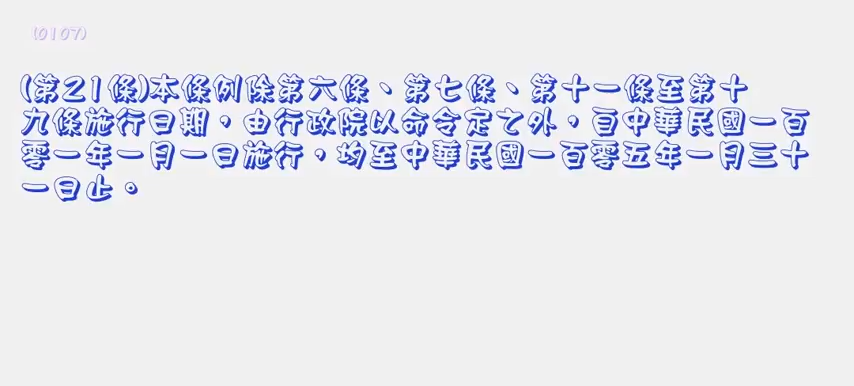 (0107)
(第21條)本條例除第六條、第七條、第十一條至第十
九條施行日期，由行政院以命令定之外，自中華民國一百
零一年一月一日施行，均至中華民國一百零五年一月三十
一日止。